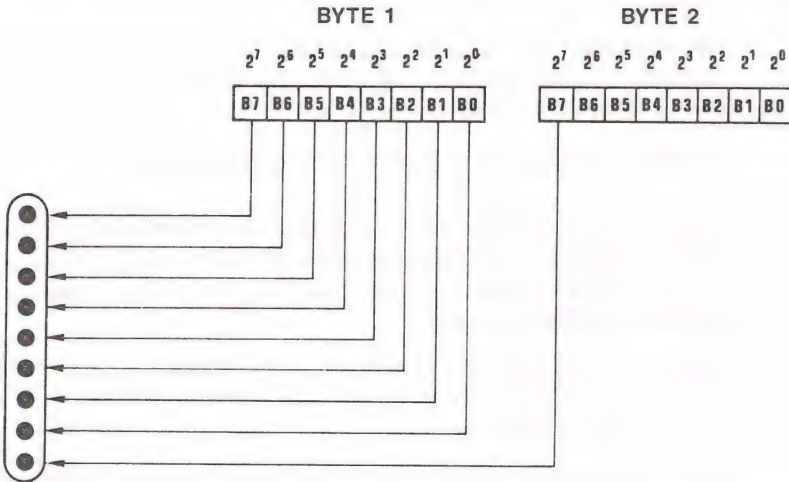 BYTE 1 BYTE 2
2⁷ 2⁶ 2⁵ 2⁴ 2³ 2² 2¹ 2⁰ 2⁷ 2⁶ 2⁵ 2⁴ 2³ 2² 2¹ 2⁰
B7 B6 B5 B4 B3 B2 B1 B0 B7 B6 B5 B4 B3 B2 B1 B0